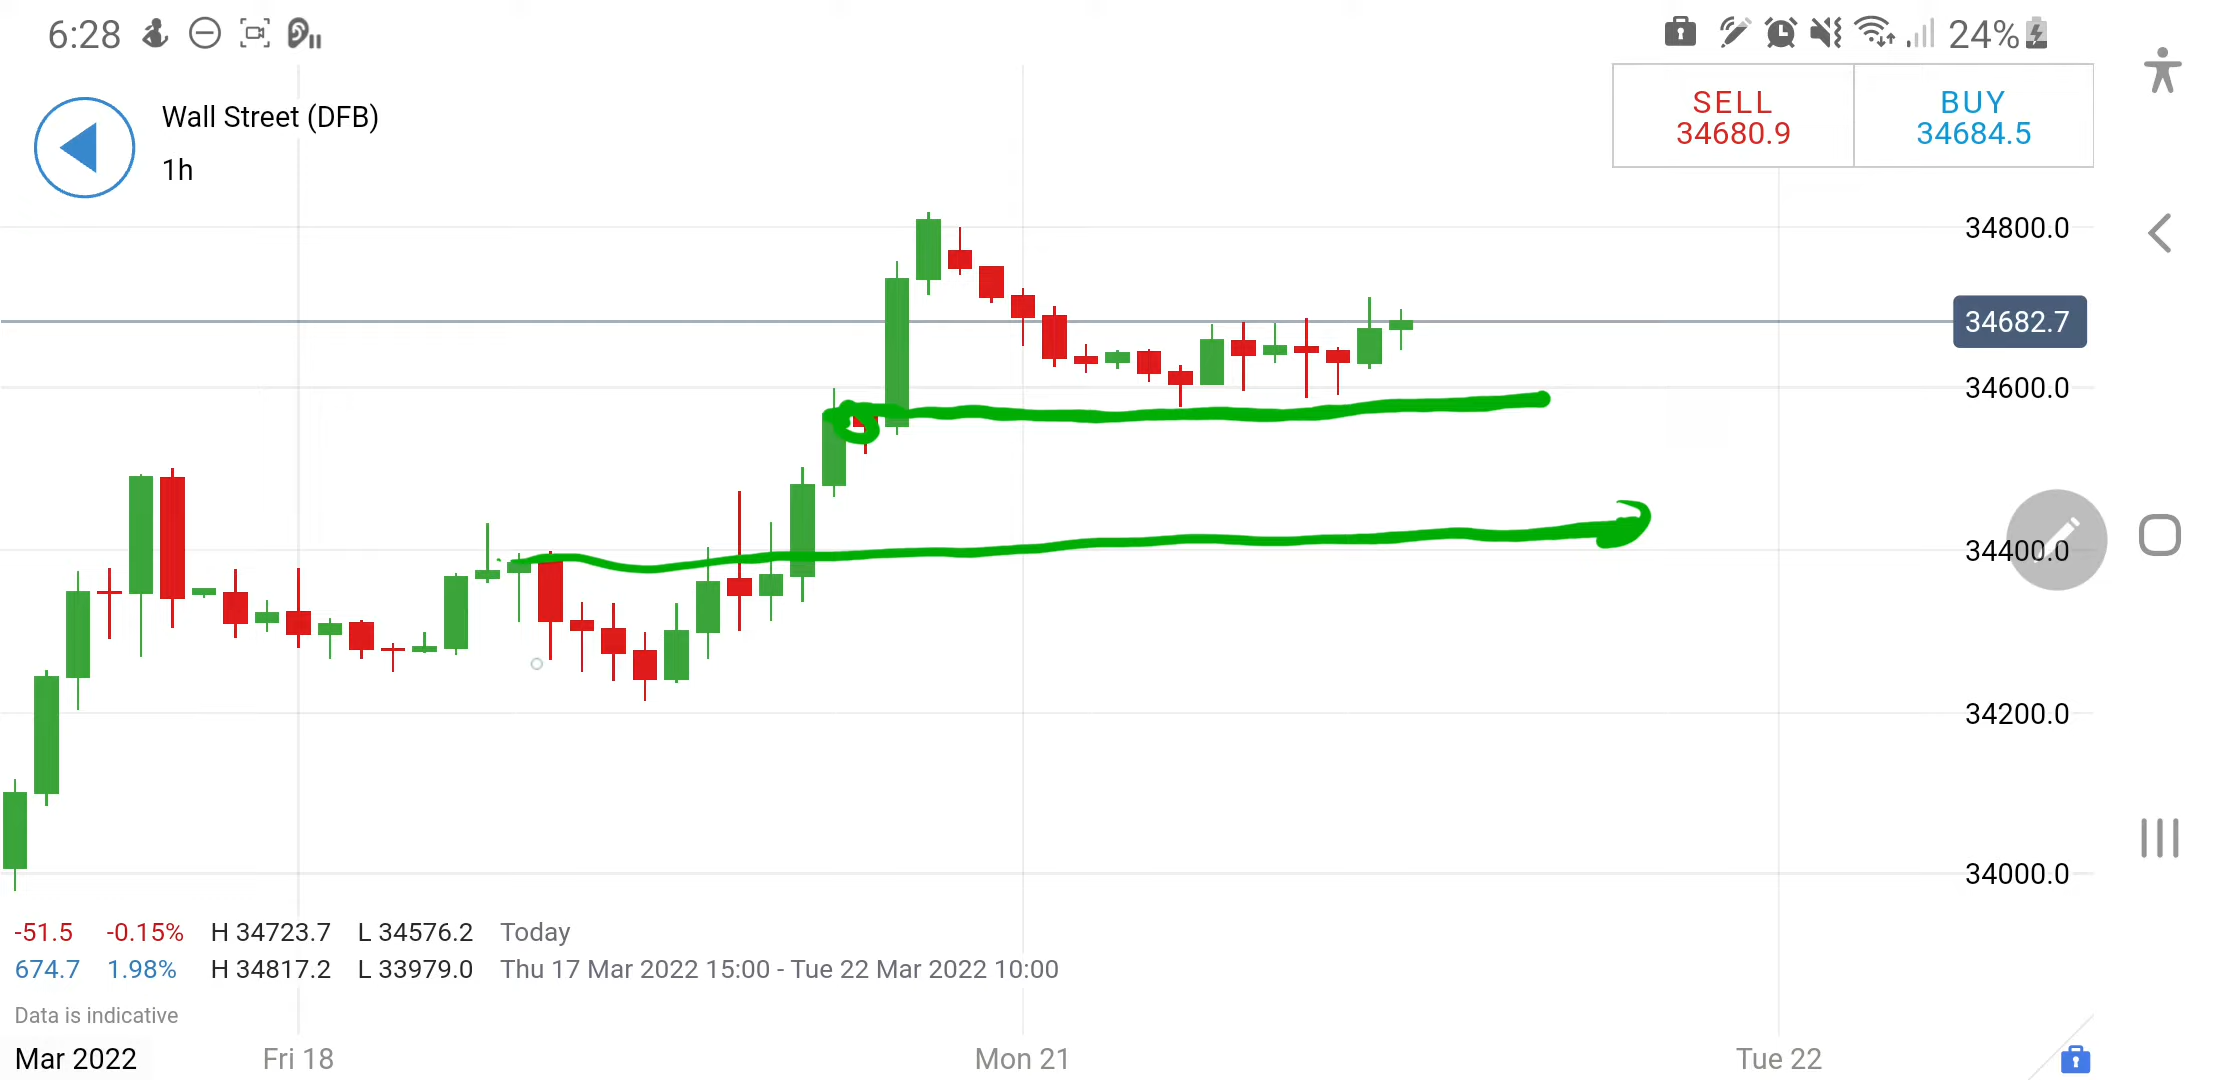 6:28
24%
Wall Street (DFB)
1h
SELL
34680.9
BUY
34684.5
34800.0
34682.7
34600.0
34400.0
34200.0
34000.0
-51.5 -0.15% H 34723.7 L 34576.2 Today
674.7 1.98% H 34817.2 L 33979.0 Thu 17 Mar 2022 15:00 - Tue 22 Mar 2022 10:00
Data is indicative
Mar 2022 Fri 18 Mon 21 Tue 22